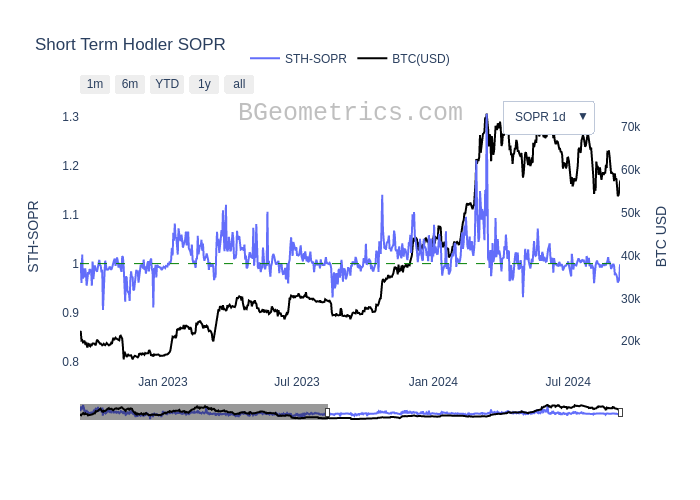 Short Term Hodler SOPR
STH-SOPR BTC(USD)
1m 6m YTD 1y all
BGeometrics.com
SOPR 1d ▼
1.3
1.2
1.1
1
0.9
0.8
STH-SOPR
70k
60k
50k
40k
30k
20k
BTC USD
Jan 2023 Jul 2023 Jan 2024 Jul 2024